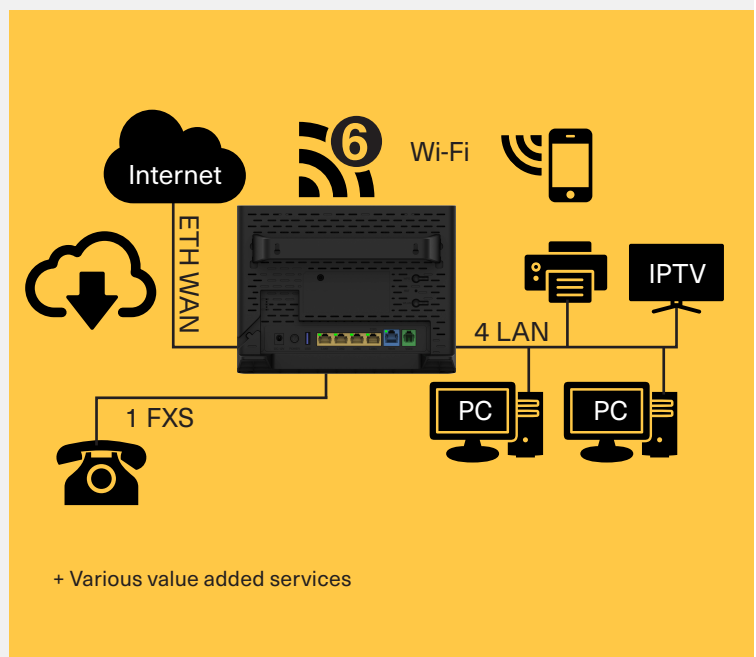 6
Wi-Fi
Internet
ETH WAN
IPTV
4 LAN
PC
PC
1 FXS
+ Various value added services